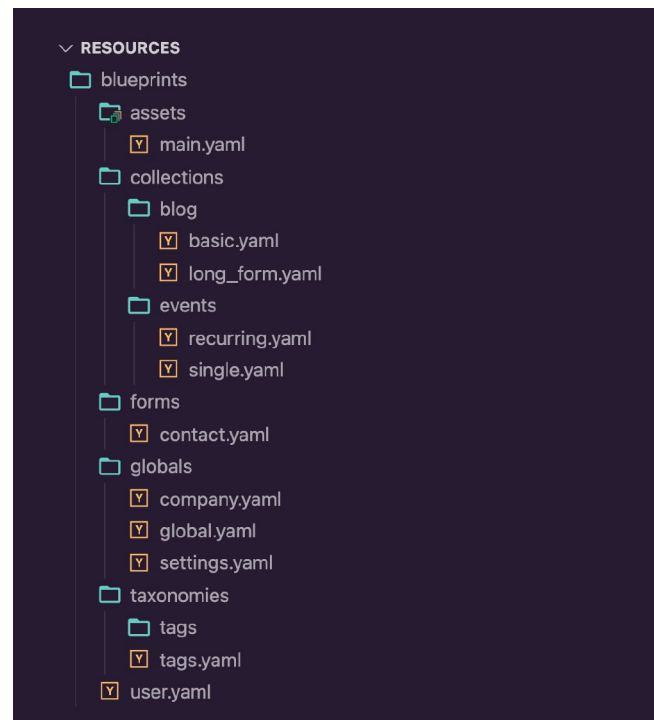 RESOURCES
blueprints
assets
Y main.yaml
collections
blog
Y basic.yaml
Y long_form.yaml
events
Y recurring.yaml
Y single.yaml
forms
Y contact.yaml
globals
Y company.yaml
Y global.yaml
Y settings.yaml
taxonomies
tags
Y tags.yaml
Y user.yaml